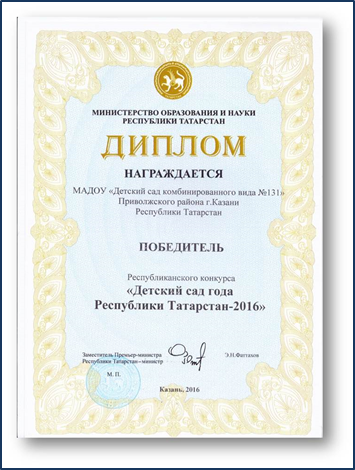 МИНИСТЕРСТВО ОБРАЗОВАНИЯ И НАУКИ
РЕСПУБЛИКИ ТАТАРСТАН
ДИПЛОМ
НАГРАЖДАЕТСЯ
МАДОУ «Детский сад комбинированного вида №131»
Приволжского района г.Казани
Республики Татарстан
ПОБЕДИТЕЛЬ
Республиканского конкурса
«Детский сад года
Республики Татарстан-2016»
Заместитель Премьер-министра
Республики Татарстан–министр
Э.Н.Фаттахов
М. П.
Казань, 2016